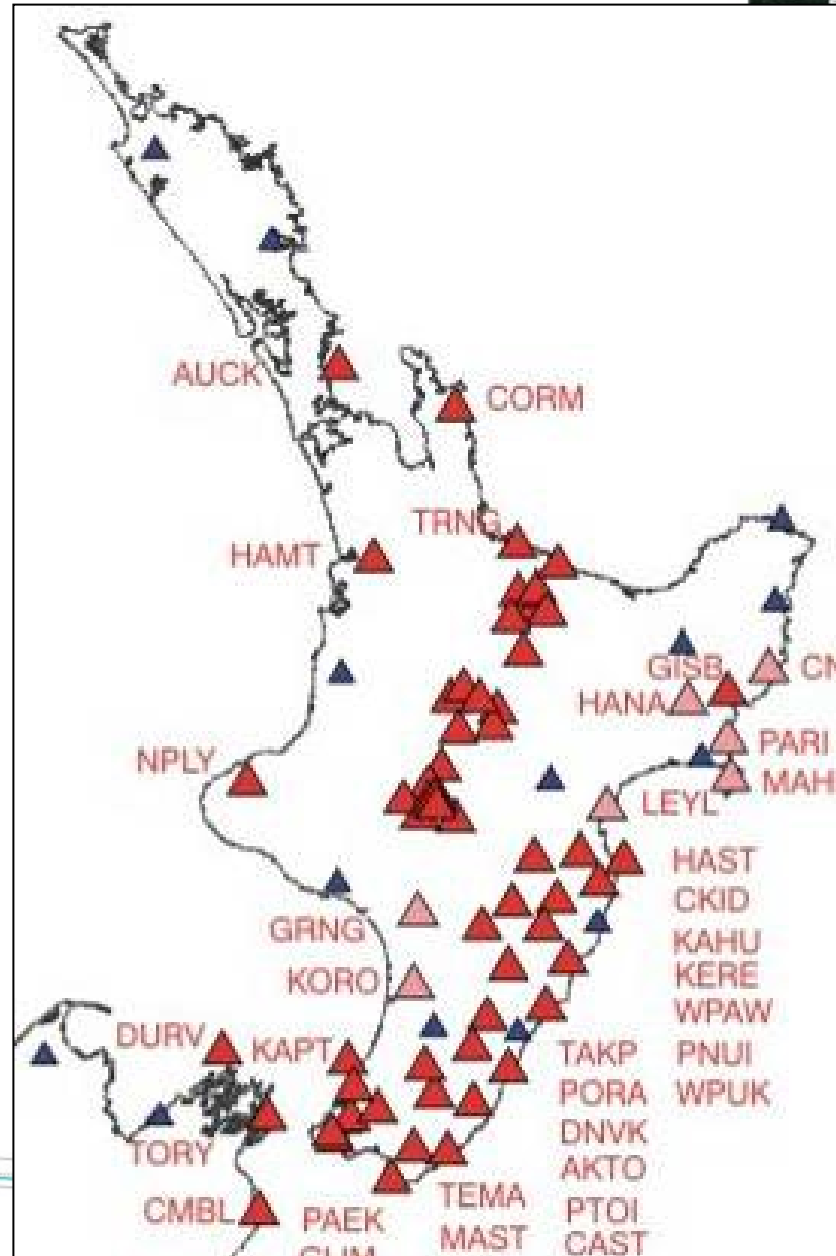 AUCK
CORM
TRNG
HAMT
GISB
HANA
NPLY
PARI
LEYL
HAST
CKID
GRNG
KAHU
KORO
KERE
WPAW
DURV
KAPT
TAKP PNUI
PORA WPUK
DNVK
TORY
AKTO
TEMA
PTOI
CMBL
PAEK
MAST
CAST